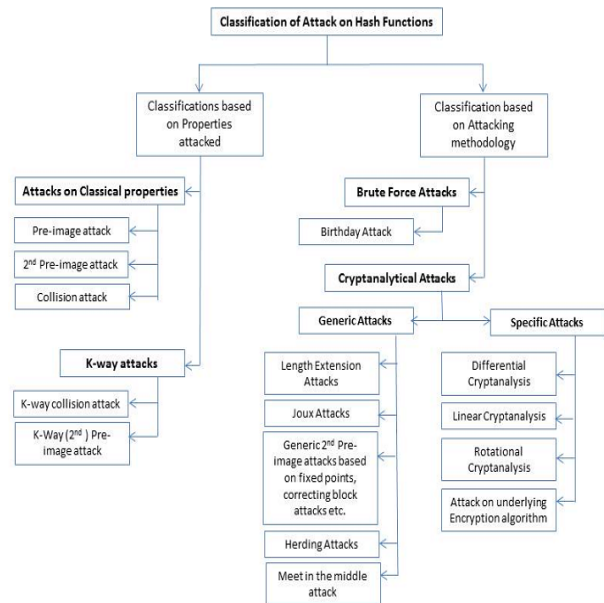 Classification of Attack on Hash Functions
Classifications based
on Properties
attacked
Classification based
on Attacking
methodology
Attacks on Classical properties
Pre-image attack
2nd Pre-image attack
Collision attack
K-way attacks
K-way collision attack
K-Way (2nd ) Pre-
image attack
Brute Force Attacks
Birthday Attack
Cryptanalytical Attacks
Generic Attacks
Length Extension
Attacks
Joux Attacks
Generic 2nd Pre-
image attacks based
on fixed points,
correcting block
attacks etc.
Herding Attacks
Meet in the middle
attack
Specific Attacks
Differential
Cryptanalysis
Linear Cryptanalysis
Rotational
Cryptanalysis
Attack on underlying
Encryption algorithm